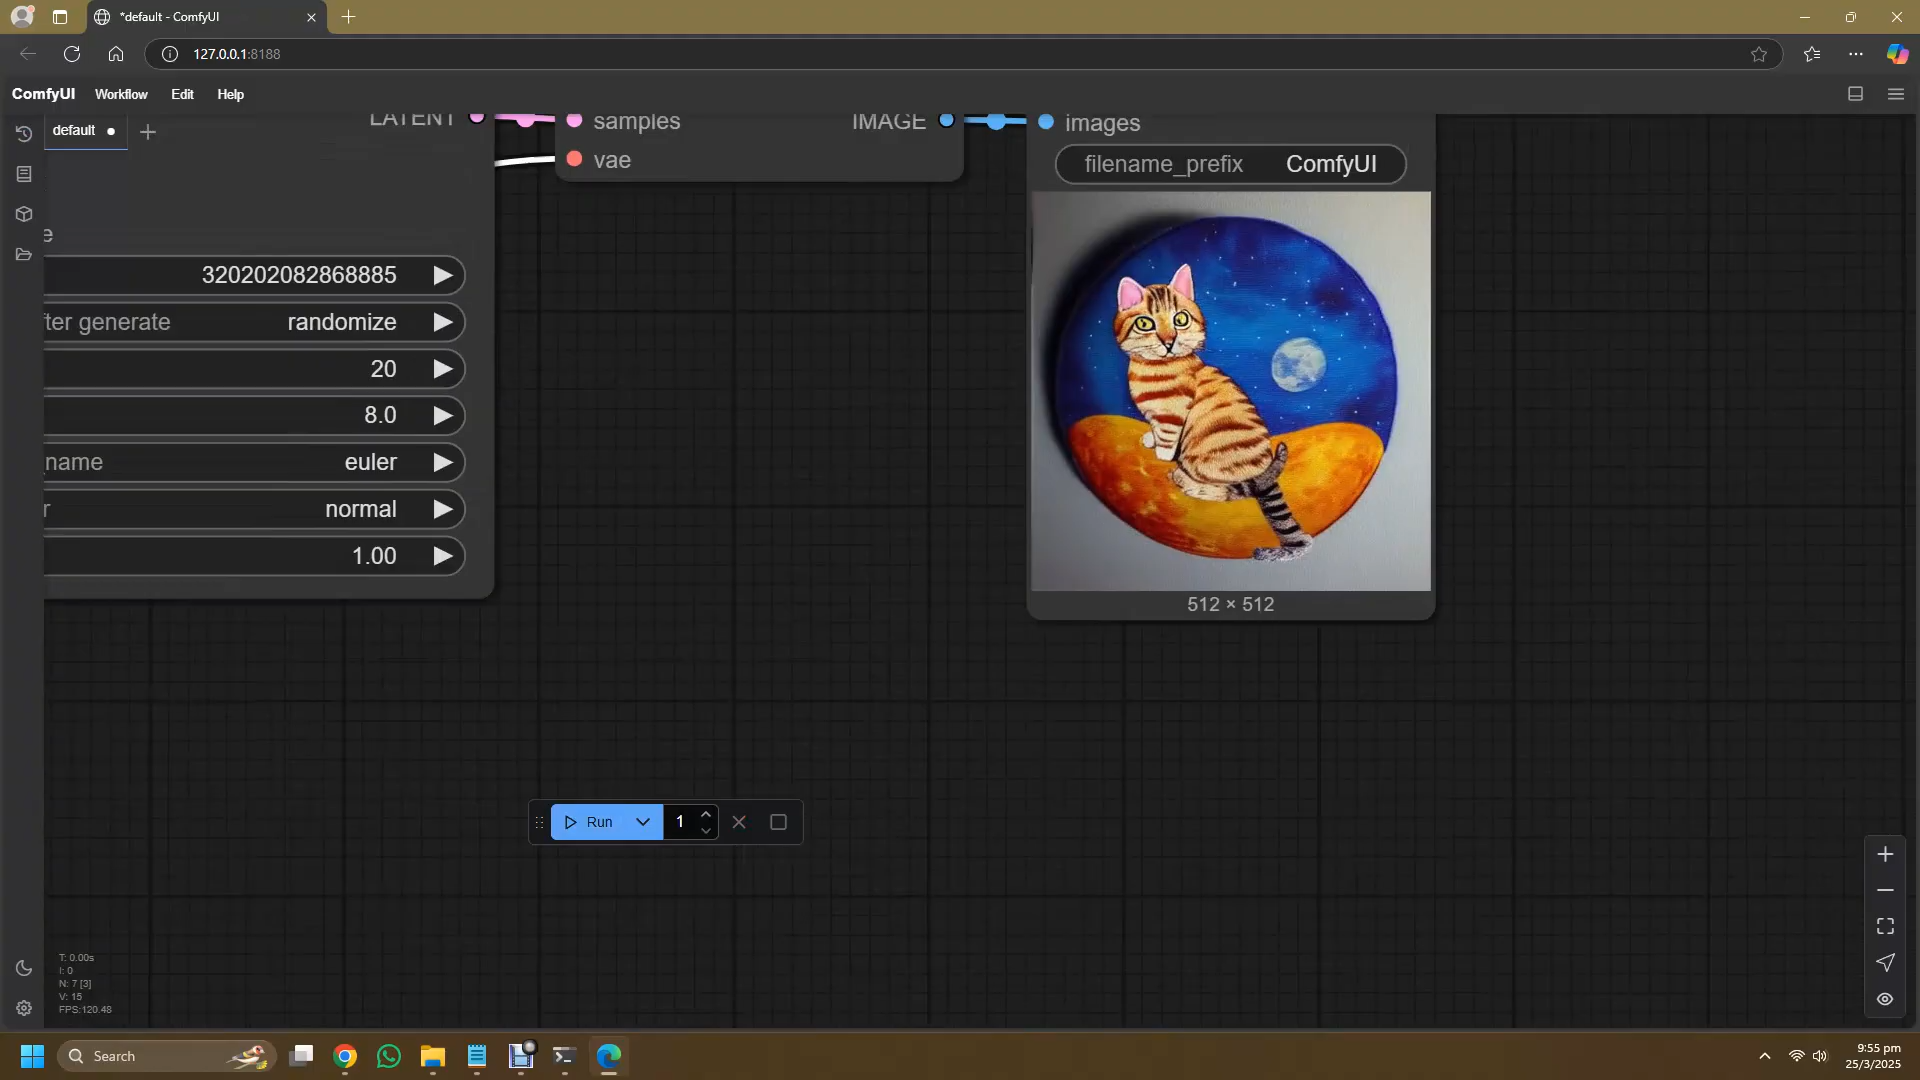 *default - ComfyUI
127.0.0.1:8188
ComfyUI Workflow Edit Help
default
LATENT
samples
IMAGE
images
vae
filename_prefix ComfyUI
e
320202082868885
fter generate randomize
20
8.0
_name euler
r normal
1.00
512 × 512
Run 1
T: 0.00s
I: 0
N: 7 [3]
V: 15
FPS:120.48
Search
9:55 pm
25/3/2025